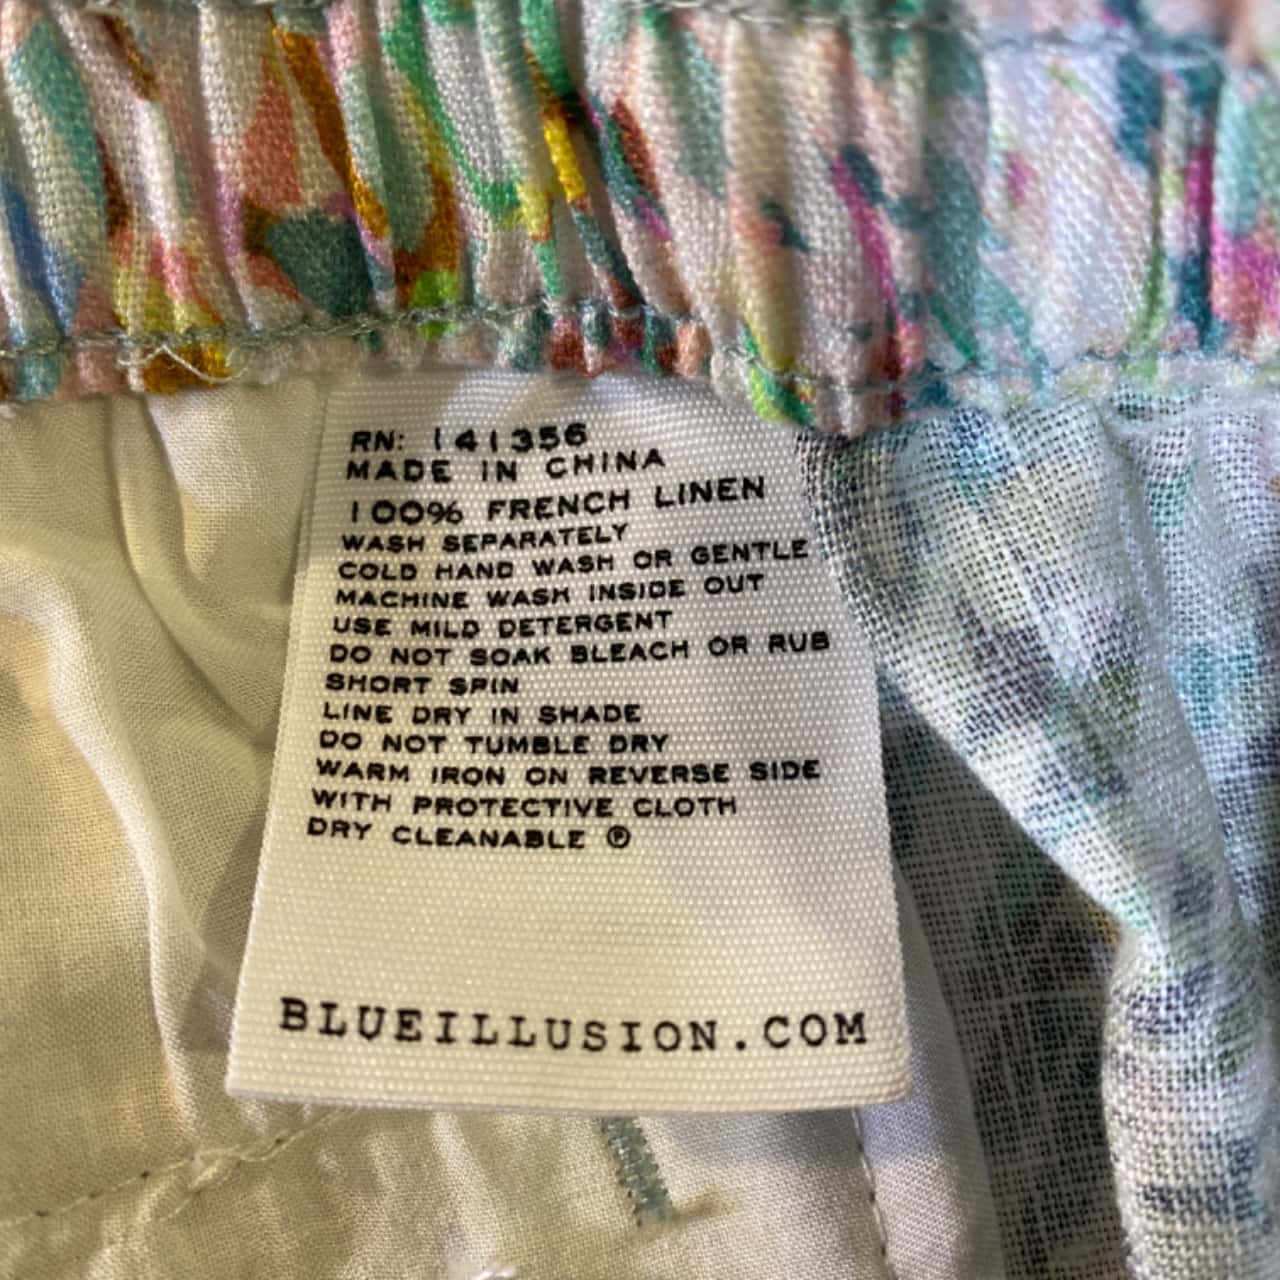 RN: 141356
MADE IN CHINA
100% FRENCH LINEN
WASH SEPARATELY
COLD HAND WASH OR GENTLE
MACHINE WASH INSIDE OUT
USE MILD DETERGENT
DO NOT SOAK BLEACH OR RUB
SHORT SPIN
LINE DRY IN SHADE
DO NOT TUMBLE DRY
WARM IRON ON REVERSE SIDE
WITH PROTECTIVE CLOTH
DRY CLEANABLE Ⓟ
BLUEILLUSION.COM